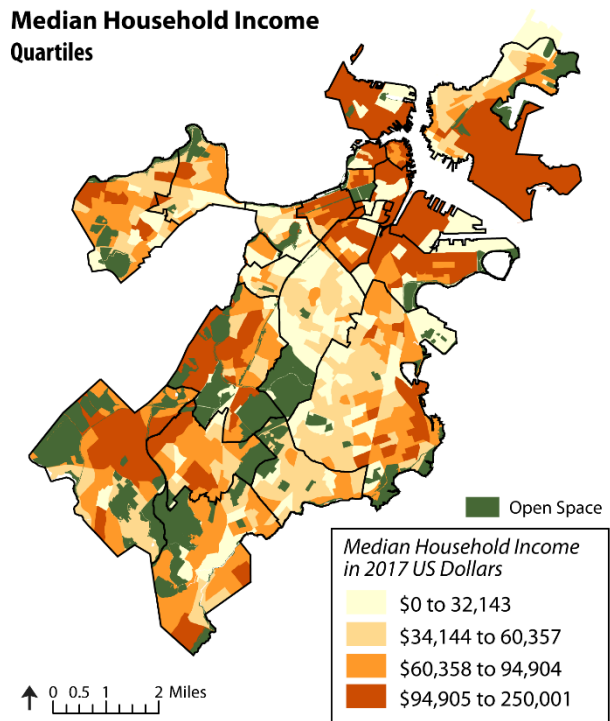 Median Household Income
Quartiles
Open Space
Median Household Income
in 2017 US Dollars
$0 to 32,143
$34,144 to 60,357
$60,358 to 94,904
$94,905 to 250,001
0 0.5 1 2 Miles